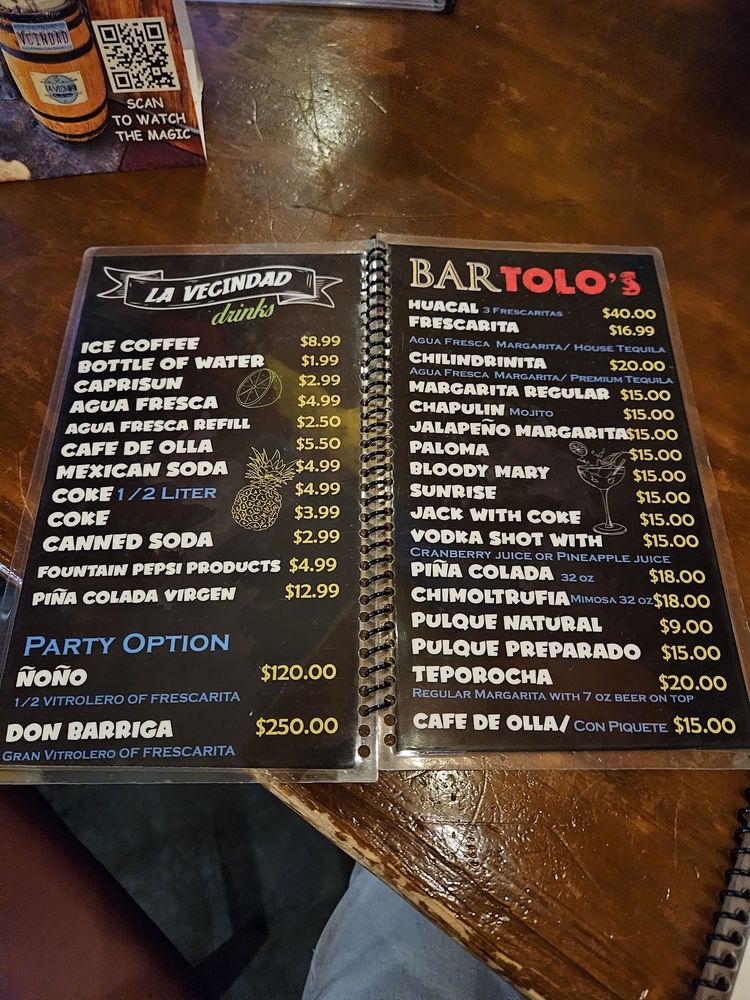 VCINDAD
SCAN
TO WATCH
THE MAGIC
LA VECINDAD
drinks
ICE COFFEE $8.99
BOTTLE OF WATER $1.99
CAPRISUN $2.99
AGUA FRESCA $4.99
AGUA FRESCA REFILL $2.50
CAFE DE OLLA $5.50
MEXICAN SODA $4.99
COKE 1/2 LITER $4.99
COKE $3.99
CANNED SODA $2.99
FOUNTAIN PEPSI PRODUCTS $4.99
PIÑA COLADA VIRGEN $12.99
PARTY OPTION
ÑOÑO $120.00
1/2 VITROLERO OF FRESCARITA
DON BARRIGA $250.00
GRAN VITROLERO OF FRESCARITA
BARTOLO'S
HUACAL 3 FRESCARITAS $40.00
FRESCARITA $16.99
AGUA FRESCA MARGARITA/ HOUSE TEQUILA
CHILINDRINITA $20.00
AGUA FRESCA MARGARITA/ PREMIUM TEQUILA
MARGARITA REGULAR $15.00
CHAPULIN MOJITO $15.00
JALAPEÑO MARGARITA $15.00
PALOMA $15.00
BLOODY MARY $15.00
SUNRISE $15.00
JACK WITH COKE $15.00
VODKA SHOT WITH $15.00
CRANBERRY JUICE OR PINEAPPLE JUICE
PIÑA COLADA 32 OZ $18.00
CHIMOLTRUFIA MIMOSA 32 OZ $18.00
PULQUE NATURAL $9.00
PULQUE PREPARADO $15.00
TEPOROCHA $20.00
REGULAR MARGARITA WITH 7 OZ BEER ON TOP
CAFE DE OLLA/ CON PIQUETE $15.00